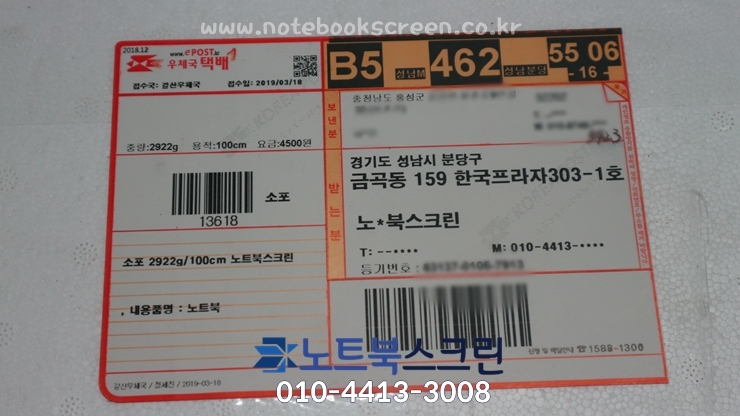 www.notebookscreen.co.kr
2018.12
www.ePOST.kr
우체국 택배
접수국: 갈산우체국 접수일: 2019/03/18
B5 성남M 462 성남분당 55 06
- 16 -
중량:2922g 용적:100cm 요금:4500원
13618
소포
소포 2922g/100cm 노트북스크린
, 내용품명 : 노트북
갈산우체국 / 정세진 / 2019-03-18
보낸분
충청남도 홍성군
받는분
경기도 성남시 분당구
금곡동 159 한국프라자303-1호
노*북스크린
T: --**** M: 010-4413-****
등기번호 :
☎ 1588-1300
노트북스크린
010-4413-3008